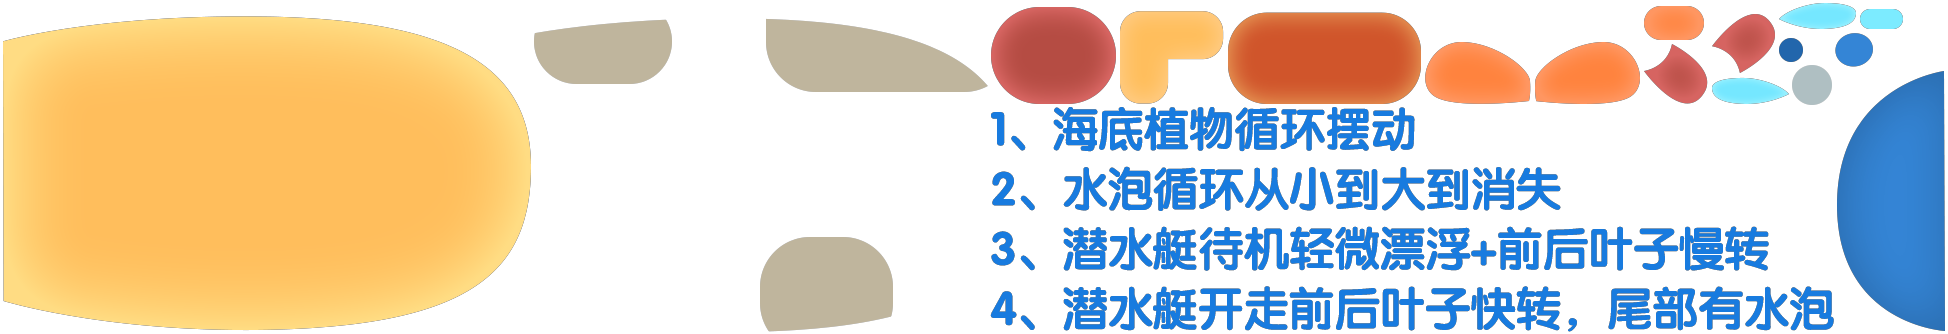 1、海底植物循环摆动
2、水泡循环从小到大到消失
3、潜水艇待机轻微漂浮+前后叶子慢转
4、潜水艇开走前后叶子快转，尾部有水泡